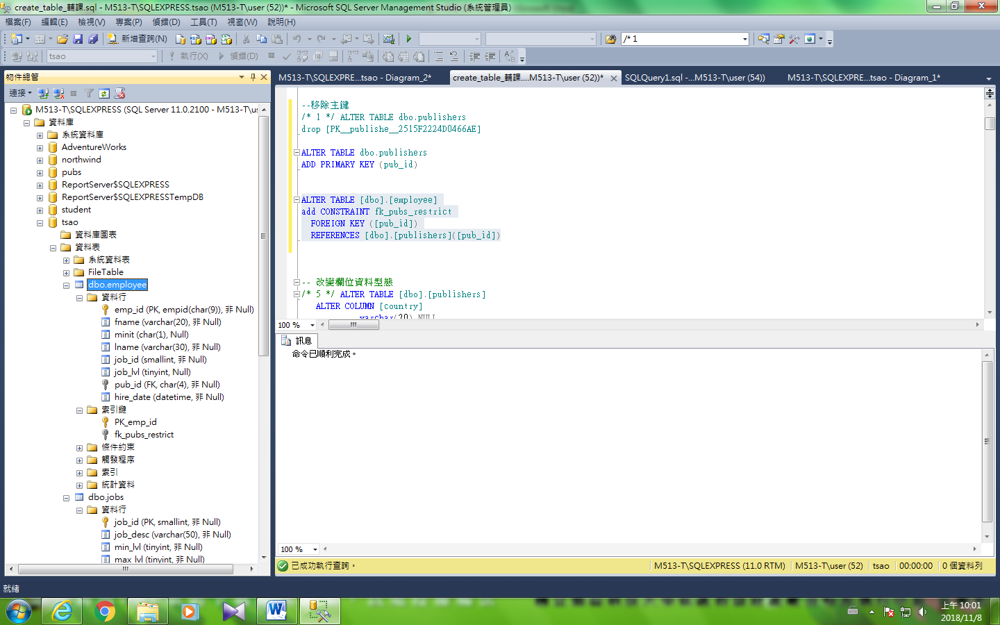 create_table_輔課.sql - M513-T\SQLEXPRESS.tsao (M513-T\user (52))* - Microsoft SQL Server Management Studio (系統管理員)
檔案(F) 編輯(E) 檢視(V) 專案(P) 偵錯(D) 工具(T) 視窗(W) 說明(H)
新增查詢(N) /* 1
tsao 執行(X) 偵錯(D)
物件總管
連接
M513-T\SQLEXPRESS (SQL Server 11.0.2100 - M513-T\us
資料庫
系統資料庫
AdventureWorks
northwind
pubs
ReportServer$SQLEXPRESS
ReportServer$SQLEXPRESSTempDB
student
tsao
資料庫圖表
資料表
系統資料表
FileTable
dbo.employee
資料行
emp_id (PK, empid(char(9)), 非 Null)
fname (varchar(20), 非 Null)
minit (char(1), Null)
lname (varchar(30), 非 Null)
job_id (smallint, 非 Null)
job_lvl (tinyint, Null)
pub_id (FK, char(4), 非 Null)
hire_date (datetime, 非 Null)
索引鍵
PK_emp_id
fk_pubs_restrict
條件約束
觸發程序
索引
統計資料
dbo.jobs
資料行
job_id (PK, smallint, 非 Null)
job_desc (varchar(50), 非 Null)
min_lvl (tinyint, 非 Null)
max_lvl (tinyint, 非 Null)
M513-T\SQLEXPRE...tsao - Diagram_2* create_table_輔課....M513-T\user (52))* SQLQuery1.sql -...M513-T\user (54)) M513-T\SQLEXPRE...tsao - Diagram_1*
--移除主鍵
/* 1 */ ALTER TABLE dbo.publishers
drop [PK__publishe__2515F2224D0466AE]
ALTER TABLE dbo.publishers
ADD PRIMARY KEY (pub_id)
ALTER TABLE [dbo].[employee]
add CONSTRAINT fk_pubs_restrict
FOREIGN KEY ([pub_id])
REFERENCES [dbo].[publishers]([pub_id])
-- 改變欄位資料型態
/* 5 */ ALTER TABLE [dbo].[publishers]
ALTER COLUMN [country]
varchar(20) NULL
100 %
訊息
命令已順利完成。
100 %
已成功執行查詢。 M513-T\SQLEXPRESS (11.0 RTM) M513-T\user (52) tsao 00:00:00 0 個資料列
就緒
上午 10:01
2018/11/8